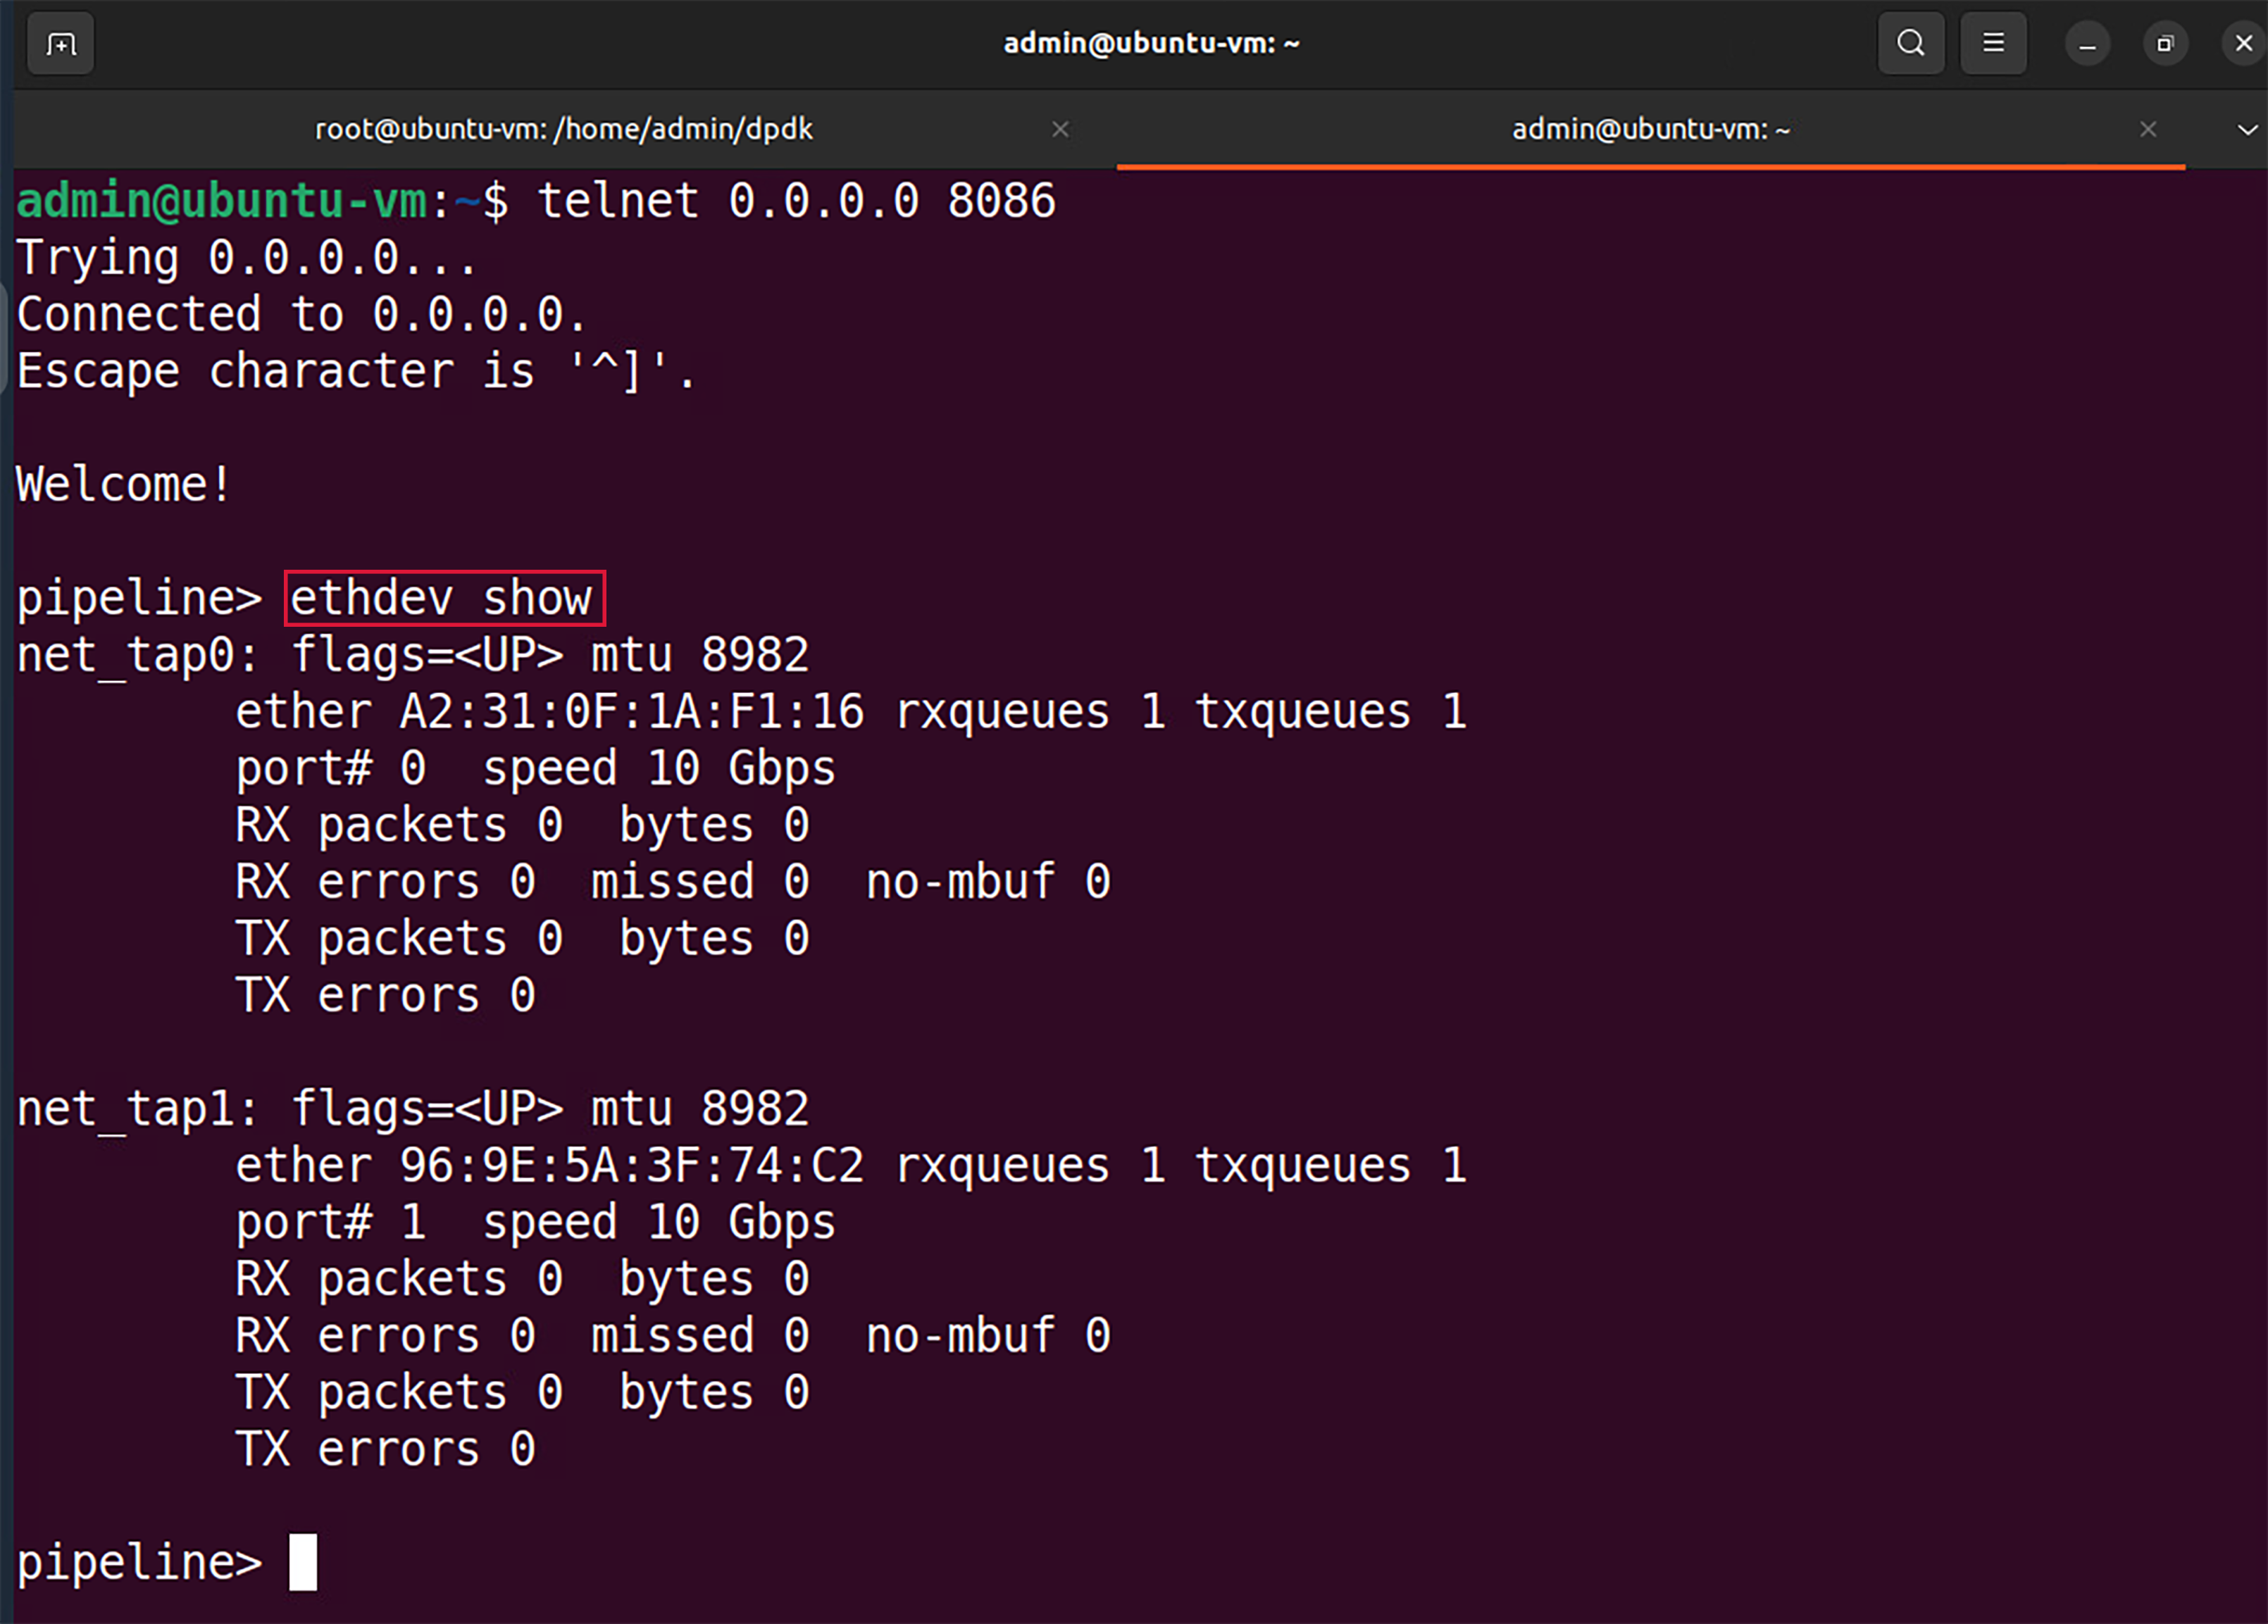 admin@ubuntu-vm: ~
root@ubuntu-vm: /home/admin/dpdk
admin@ubuntu-vm: ~
admin@ubuntu-vm:~$ telnet 0.0.0.0 8086
Trying 0.0.0.0...
Connected to 0.0.0.0.
Escape character is '^]'.
Welcome!
pipeline> ethdev show
net_tap0: flags=<UP> mtu 8982
ether A2:31:0F:1A:F1:16 rxqueues 1 txqueues 1
port# 0  speed 10 Gbps
RX packets 0  bytes 0
RX errors 0  missed 0  no-mbuf 0
TX packets 0  bytes 0
TX errors 0
net_tap1: flags=<UP> mtu 8982
ether 96:9E:5A:3F:74:C2 rxqueues 1 txqueues 1
port# 1  speed 10 Gbps
RX packets 0  bytes 0
RX errors 0  missed 0  no-mbuf 0
TX packets 0  bytes 0
TX errors 0
pipeline>